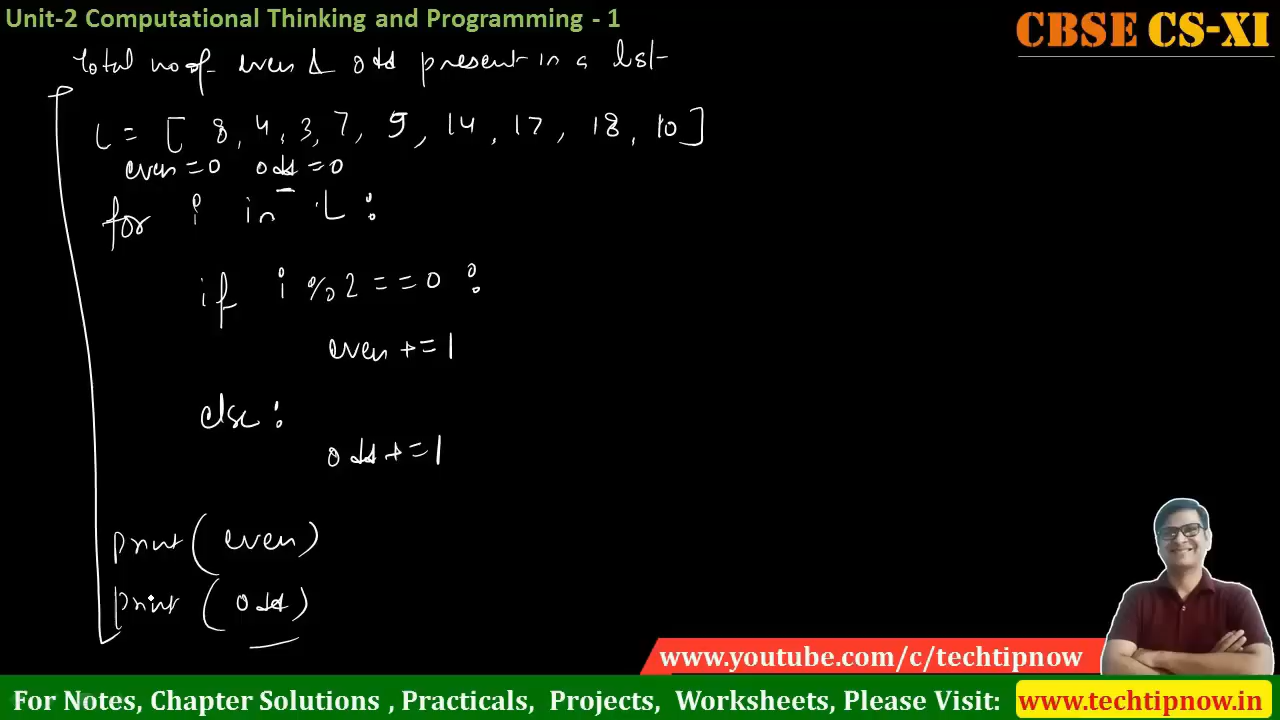 Unit-2 Computational Thinking and Programming - 1
CBSE CS-XI
total no of even & odd present in a list
L = [ 8, 4, 3, 7, 9, 14, 17, 18, 10 ]
even = 0 odd = 0
for i in L :
if i % 2 == 0 :
even += 1
else :
odd += 1
print ( even )
print ( odd )
www.youtube.com/c/techtipnow
For Notes, Chapter Solutions , Practicals, Projects, Worksheets, Please Visit: www.techtipnow.in